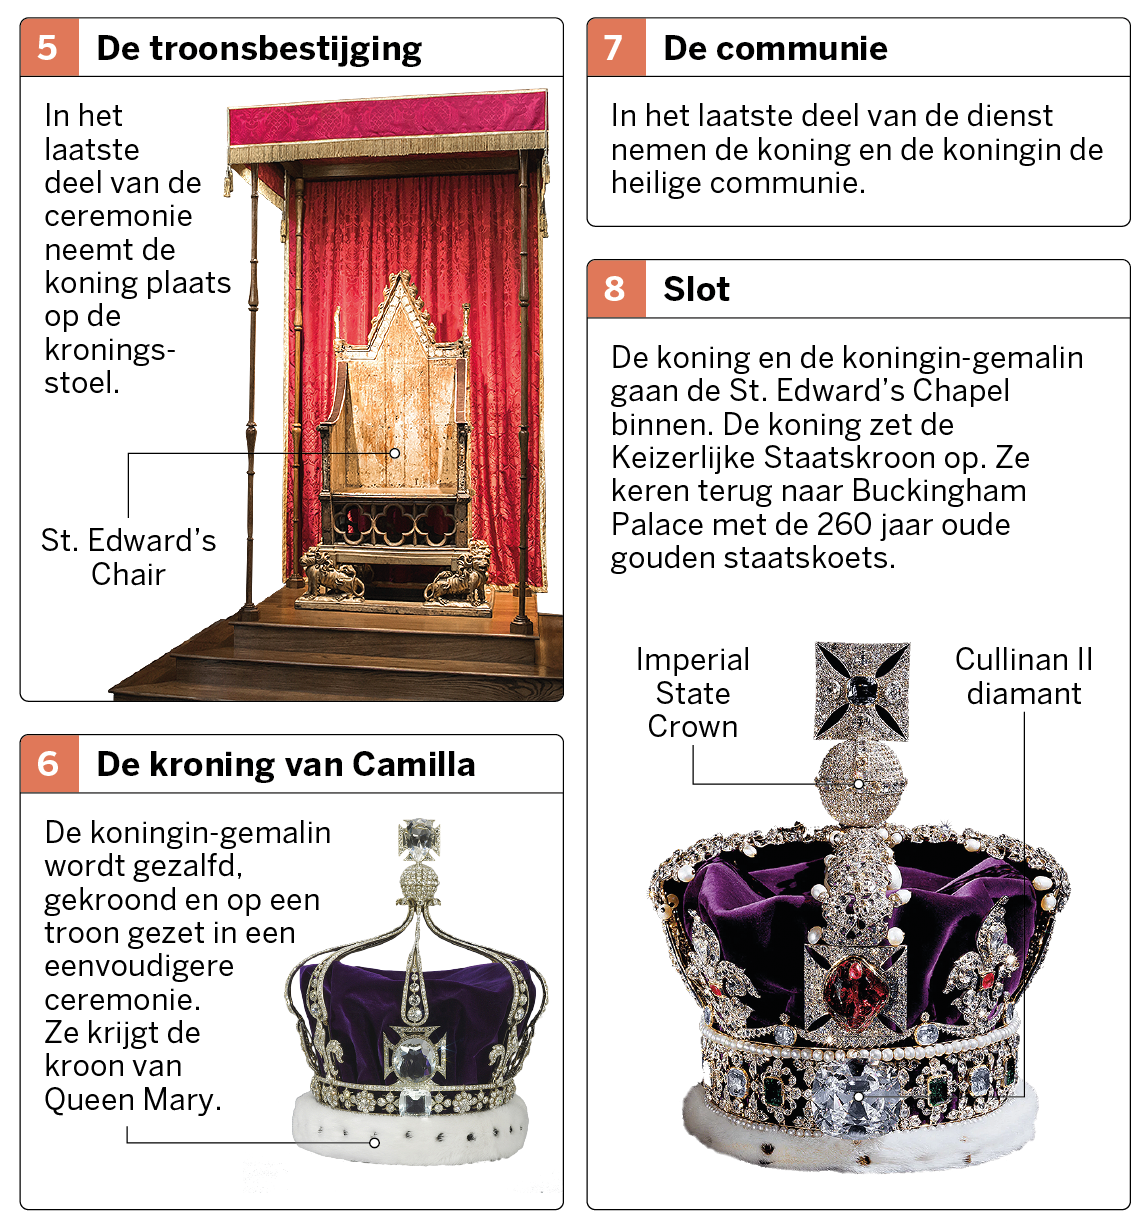 5 De troonsbestijging
In het
laatste
deel van de
ceremonie
neemt de
koning plaats
op de
kronings-
stoel.
St. Edward’s
Chair
6 De kroning van Camilla
De koningin-gemalin
wordt gezalfd,
gekroond en op een
troon gezet in een
eenvoudigere
ceremonie.
Ze krijgt de
kroon van
Queen Mary.
7 De communie
In het laatste deel van de dienst
nemen de koning en de koningin de
heilige communie.
8 Slot
De koning en de koningin-gemalin
gaan de St. Edward’s Chapel
binnen. De koning zet de
Keizerlijke Staatskroon op. Ze
keren terug naar Buckingham
Palace met de 260 jaar oude
gouden staatskoets.
Imperial
State
Crown
Cullinan II
diamant